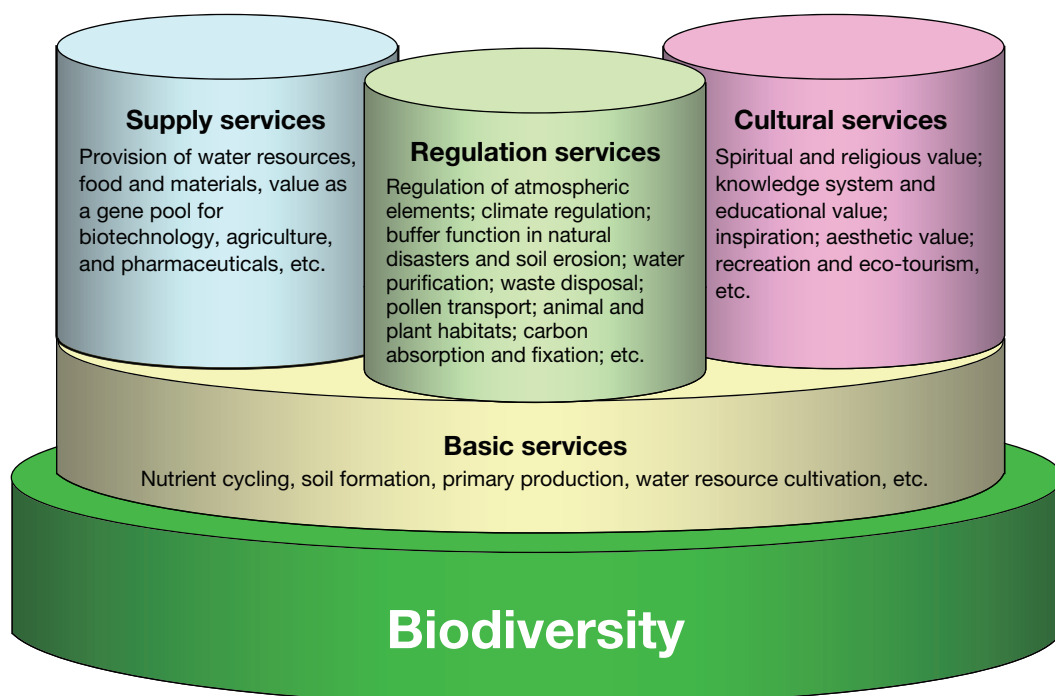 Supply services
Provision of water resources,
food and materials, value as
a gene pool for
biotechnology, agriculture,
and pharmaceuticals, etc.
Regulation services
Regulation of atmospheric
elements; climate regulation;
buffer function in natural
disasters and soil erosion; water
purification; waste disposal;
pollen transport; animal and
plant habitats; carbon
absorption and fixation; etc.
Cultural services
Spiritual and religious value;
knowledge system and
educational value;
inspiration; aesthetic value;
recreation and eco-tourism,
etc.
Basic services
Nutrient cycling, soil formation, primary production, water resource cultivation, etc.
Biodiversity